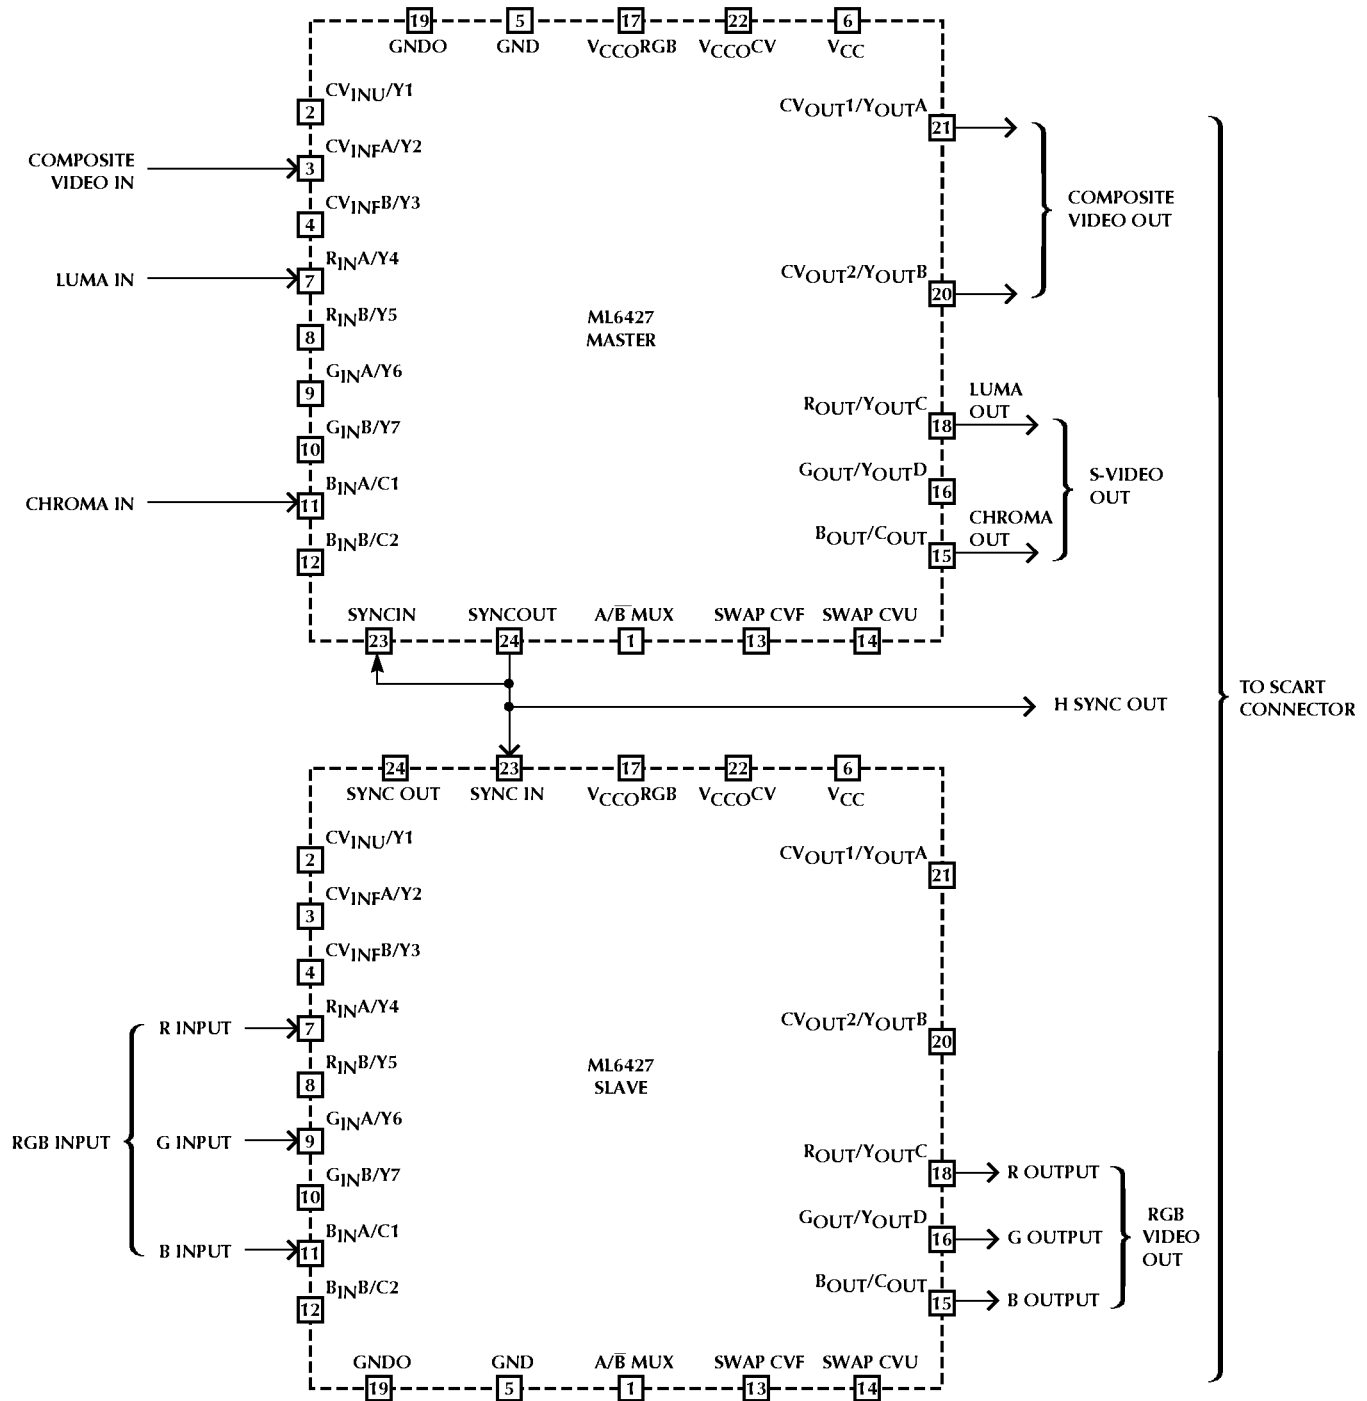 19 5 17 22 6
GNDO GND VCCORGB VCCOCV VCC
CVINU/Y1
2
CVOUT1/YOUTA
21
CVINFA/Y2
COMPOSITE
VIDEO IN
3
COMPOSITE
VIDEO OUT
CVINFB/Y3
4
RINA/Y4
LUMA IN
7
CVOUT2/YOUTB
20
RINB/Y5
8
ML6427
MASTER
GINA/Y6
9
ROUT/YOUTC
18
LUMA
OUT
GINB/Y7
10
GOUT/YOUTD
16
S-VIDEO
OUT
BINA/C1
CHROMA IN
11
CHROMA
OUT
BOUT/COUT
15
BINB/C2
12
SYNCIN SYNCOUT A/B MUX SWAP CVF SWAP CVU
23 24 1 13 14
H SYNC OUT
TO SCART
CONNECTOR
24 23 17 22 6
SYNC OUT SYNC IN VCCORGB VCCOCV VCC
CVINU/Y1
2
CVOUT1/YOUTA
21
CVINFA/Y2
3
CVINFB/Y3
4
RINA/Y4
R INPUT
7
CVOUT2/YOUTB
20
RINB/Y5
8
ML6427
SLAVE
GINA/Y6
RGB INPUT
G INPUT
9
ROUT/YOUTC
18
R OUTPUT
GINB/Y7
10
GOUT/YOUTD
16
G OUTPUT
RGB
VIDEO
OUT
BINA/C1
B INPUT
11
BINB/C2
12
BOUT/COUT
15
B OUTPUT
GNDO GND A/B MUX SWAP CVF SWAP CVU
19 5 1 13 14